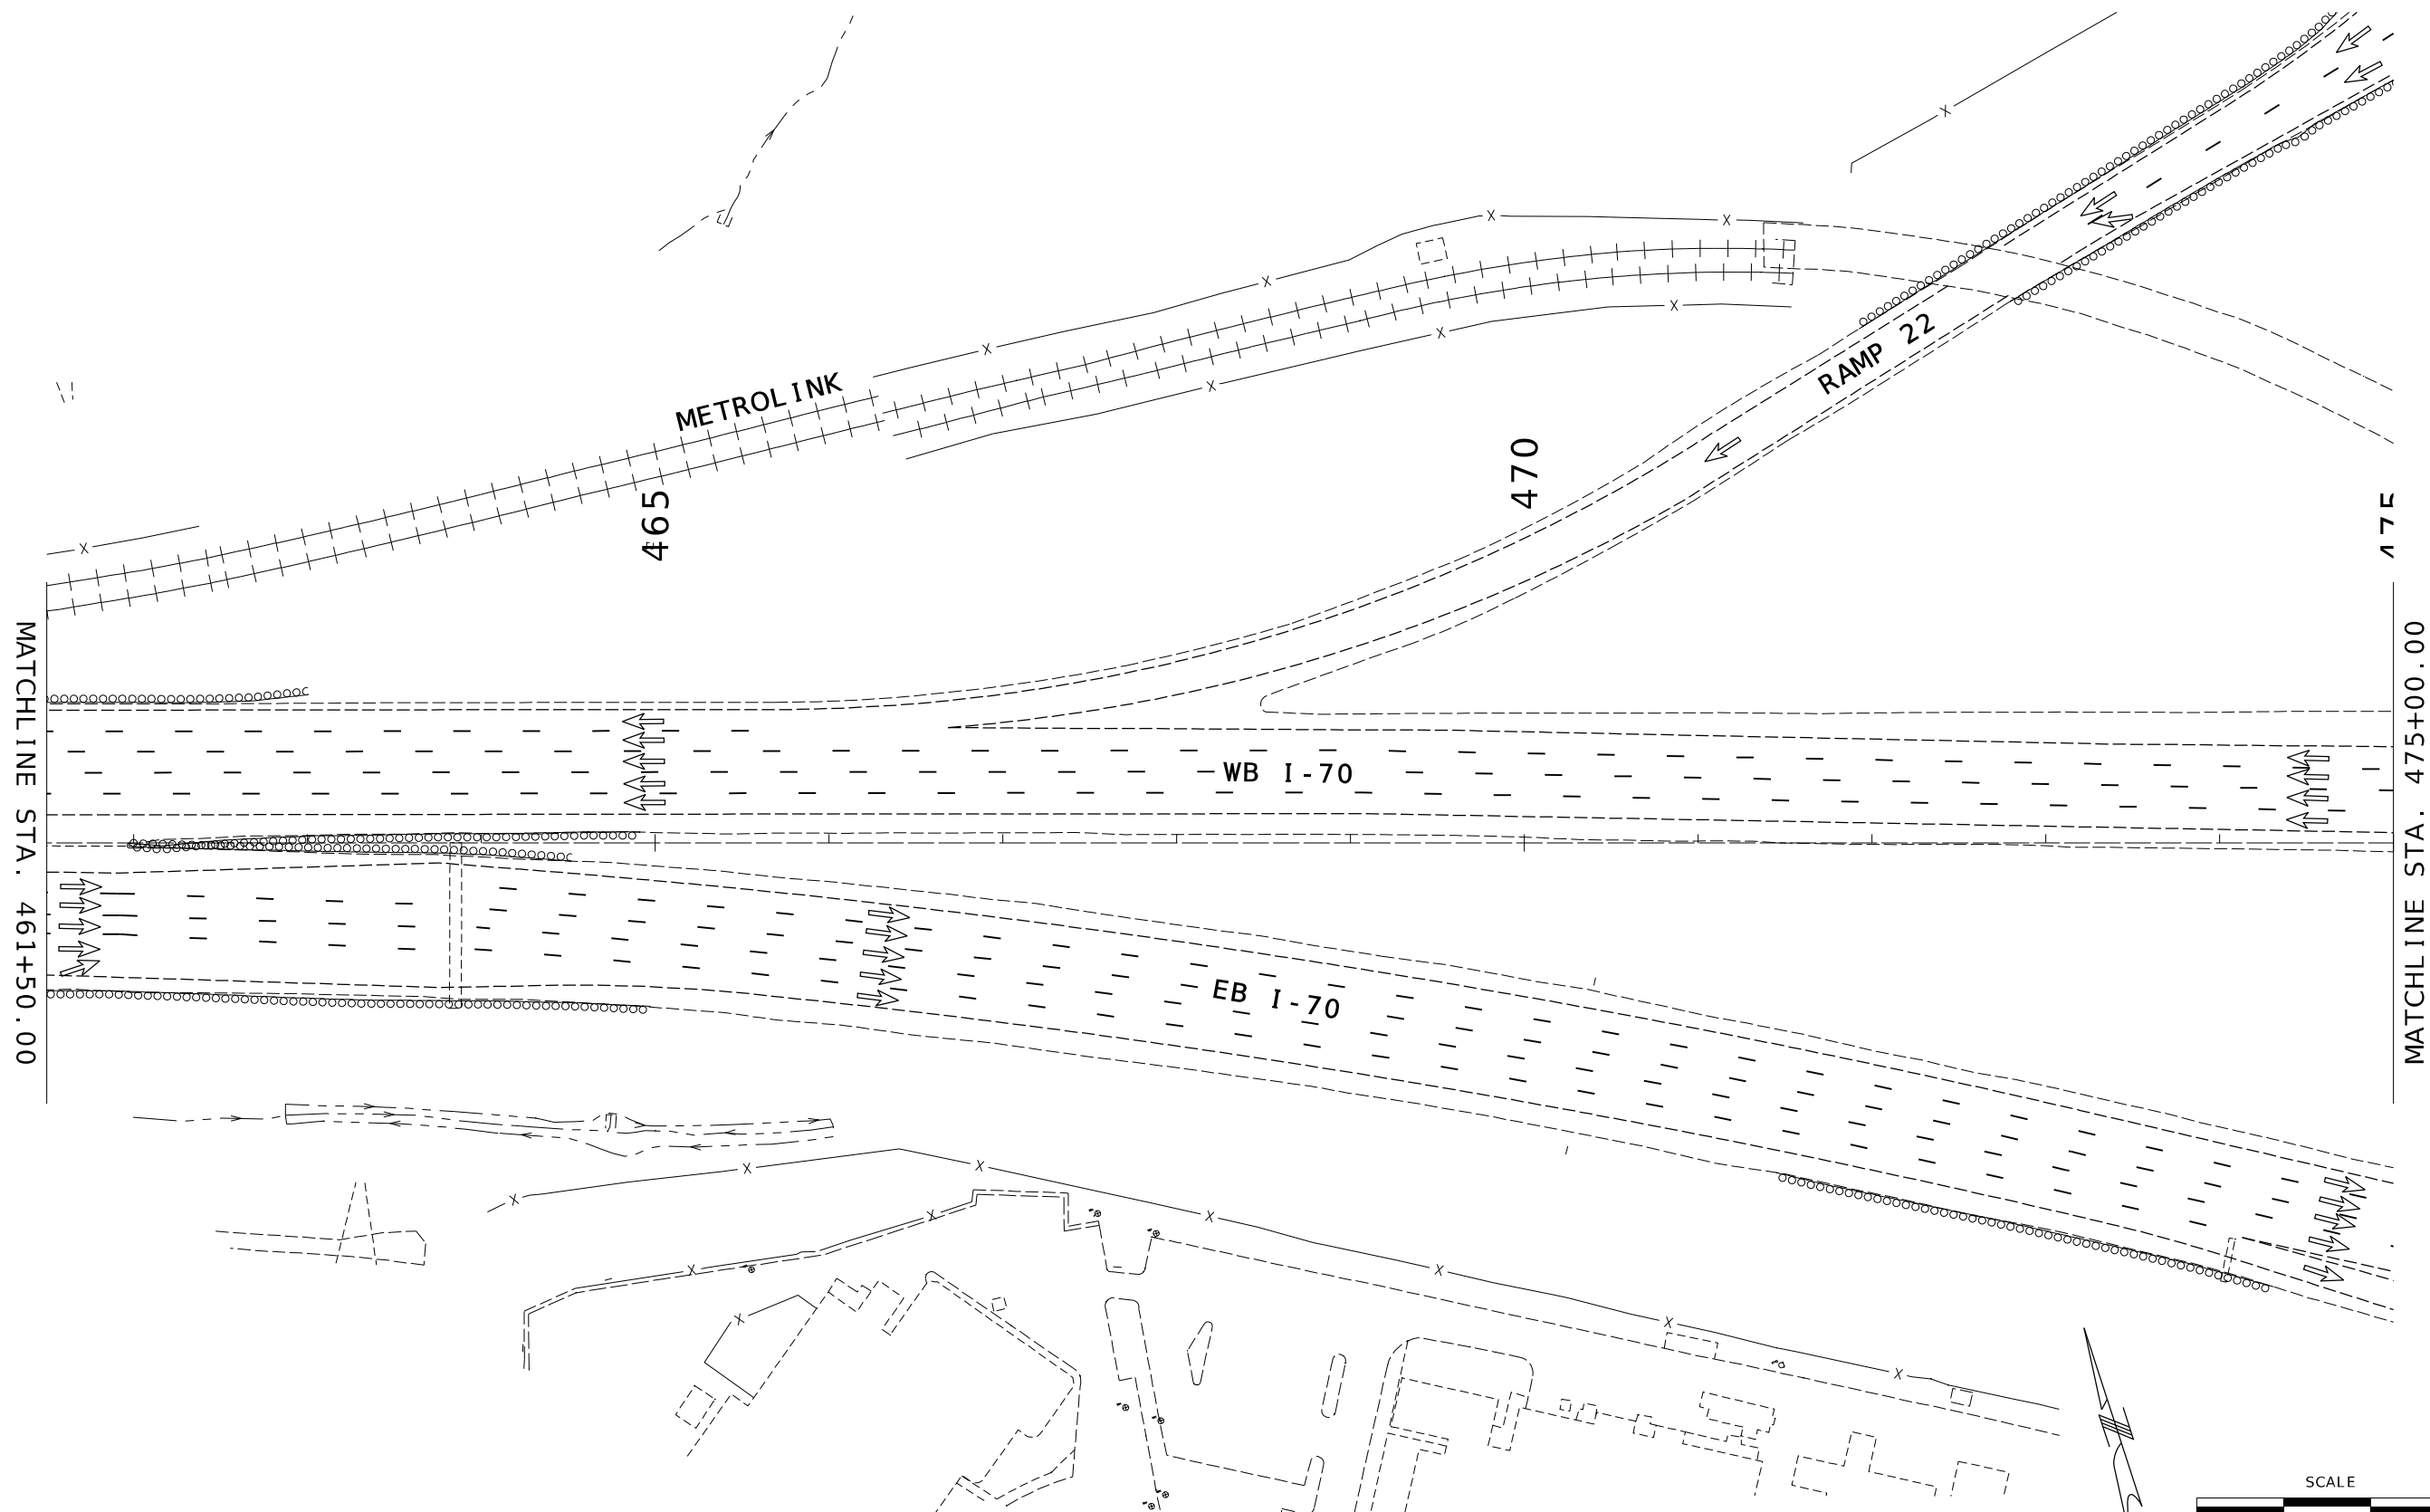 METROLINK
RAMP 22
465
470
475
MATCHLINE STA. 461+50.00
MATCHLINE STA. 475+00.00
WB I-70
EB I-70
SCALE